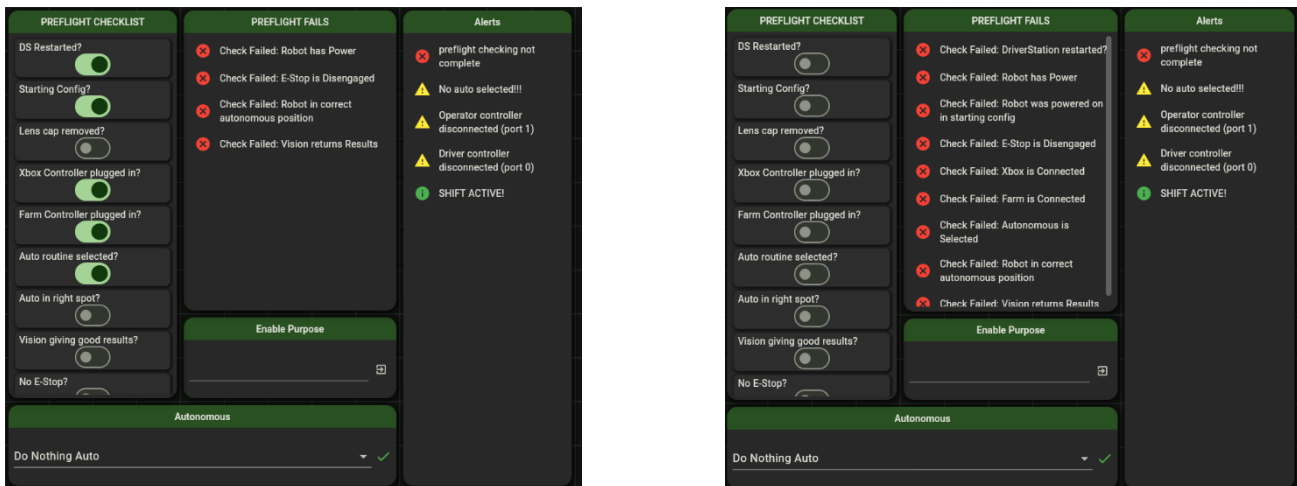 PREFLIGHT CHECKLIST
DS Restarted?
Starting Config?
Lens cap removed?
Xbox Controller plugged in?
Farm Controller plugged in?
Auto routine selected?
Auto in right spot?
Vision giving good results?
No E-Stop?
PREFLIGHT FAILS
Check Failed: Robot has Power
Check Failed: E-Stop is Disengaged
Check Failed: Robot in correct
autonomous position
Check Failed: Vision returns Results
Enable Purpose
Alerts
preflight checking not
complete
No auto selected!!!
Operator controller
disconnected (port 1)
Driver controller
disconnected (port 0)
SHIFT ACTIVE!
Autonomous
Do Nothing Auto
PREFLIGHT CHECKLIST
DS Restarted?
Starting Config?
Lens cap removed?
Xbox Controller plugged in?
Farm Controller plugged in?
Auto routine selected?
Auto in right spot?
Vision giving good results?
No E-Stop?
PREFLIGHT FAILS
Check Failed: DriverStation restarted?
Check Failed: Robot has Power
Check Failed: Robot was powered on
in starting config
Check Failed: E-Stop is Disengaged
Check Failed: Xbox is Connected
Check Failed: Farm is Connected
Check Failed: Autonomous is
Selected
Check Failed: Robot in correct
autonomous position
Check Failed: Vision returns Results
Enable Purpose
Alerts
preflight checking not
complete
No auto selected!!!
Operator controller
disconnected (port 1)
Driver controller
disconnected (port 0)
SHIFT ACTIVE!
Autonomous
Do Nothing Auto